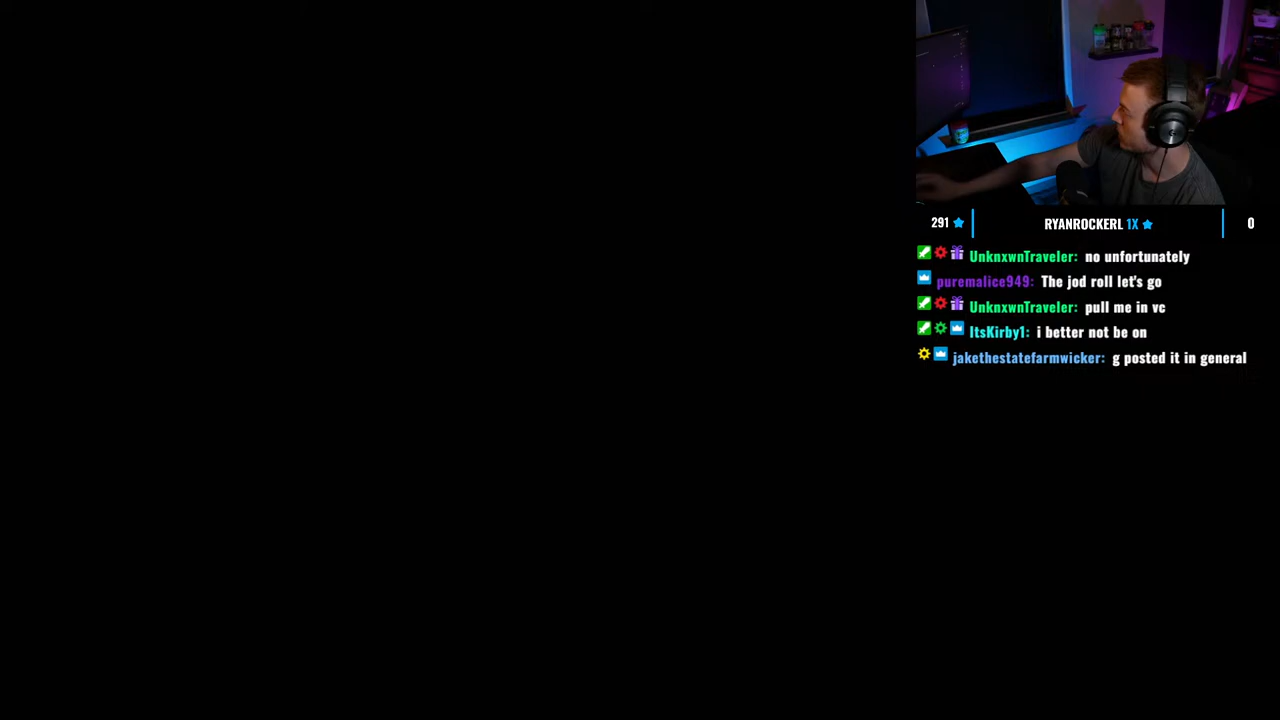 291 RYANROCKERL 1X 0
UnknxwnTraveler: no unfortunately
puremalice949: The jod roll let's go
UnknxwnTraveler: pull me in vc
ItsKirby1: i better not be on
jakethestatefarmwicker: g posted it in general